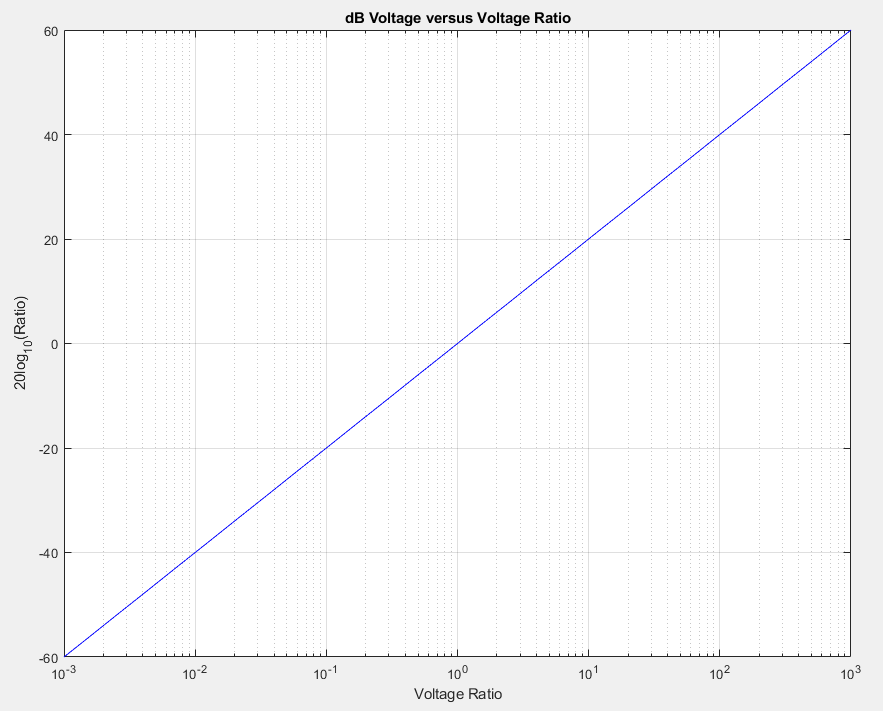 dB Voltage versus Voltage Ratio
60
40
20
0
-20
-40
-60
20log₁₀(Ratio)
10⁻³ 10⁻² 10⁻¹ 10⁰ 10¹ 10² 10³
Voltage Ratio